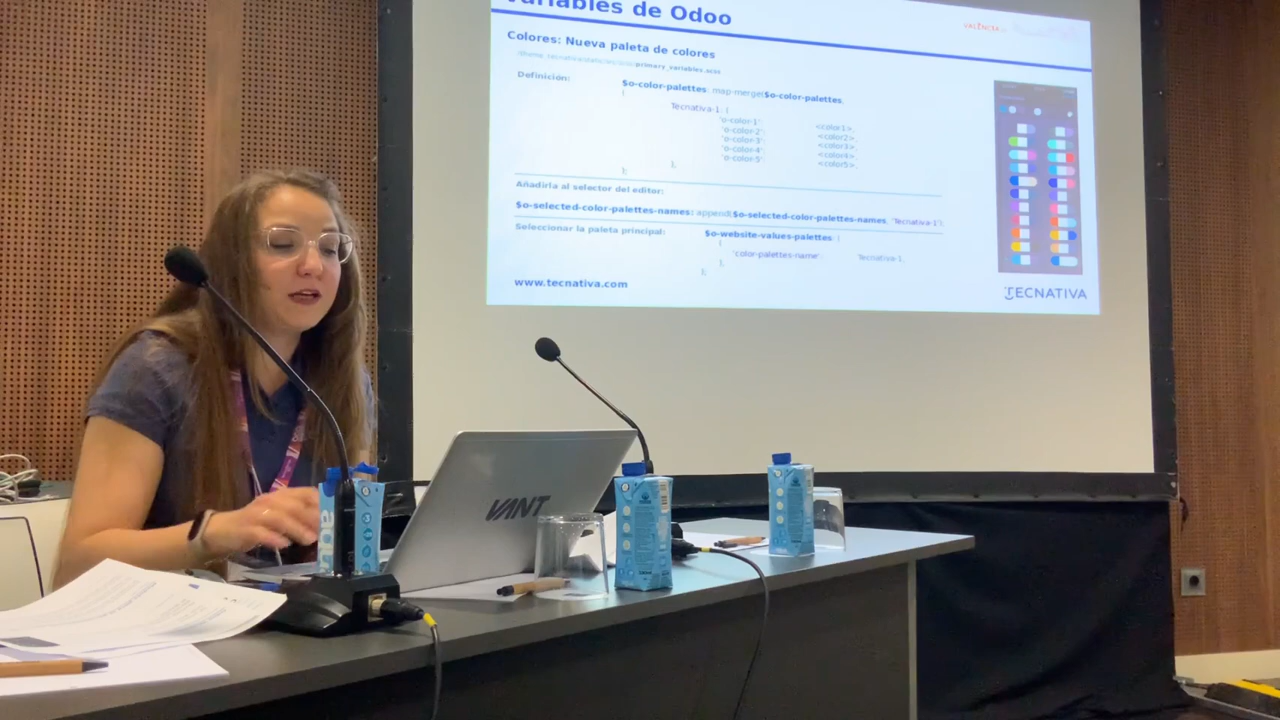 Variables de Odoo
VALÈNCIA
Colores: Nueva paleta de colores
primary_variables.scss
Definición:
$o-color-palettes: map-merge($o-color-palettes,
(
Tecnativa-1: (
'o-color-1': <color1>,
'o-color-2': <color2>,
'o-color-3': <color3>,
'o-color-4': <color4>,
'o-color-5': <color5>,
),
);
Añadirla al selector del editor:
$o-selected-color-palettes-names: append($o-selected-color-palettes-names, 'Tecnativa-1');
Seleccionar la paleta principal:
$o-website-values-palettes: (
(
'color-palettes-name': Tecnativa-1,
),
);
www.tecnativa.com
TECNATIVA
VANT